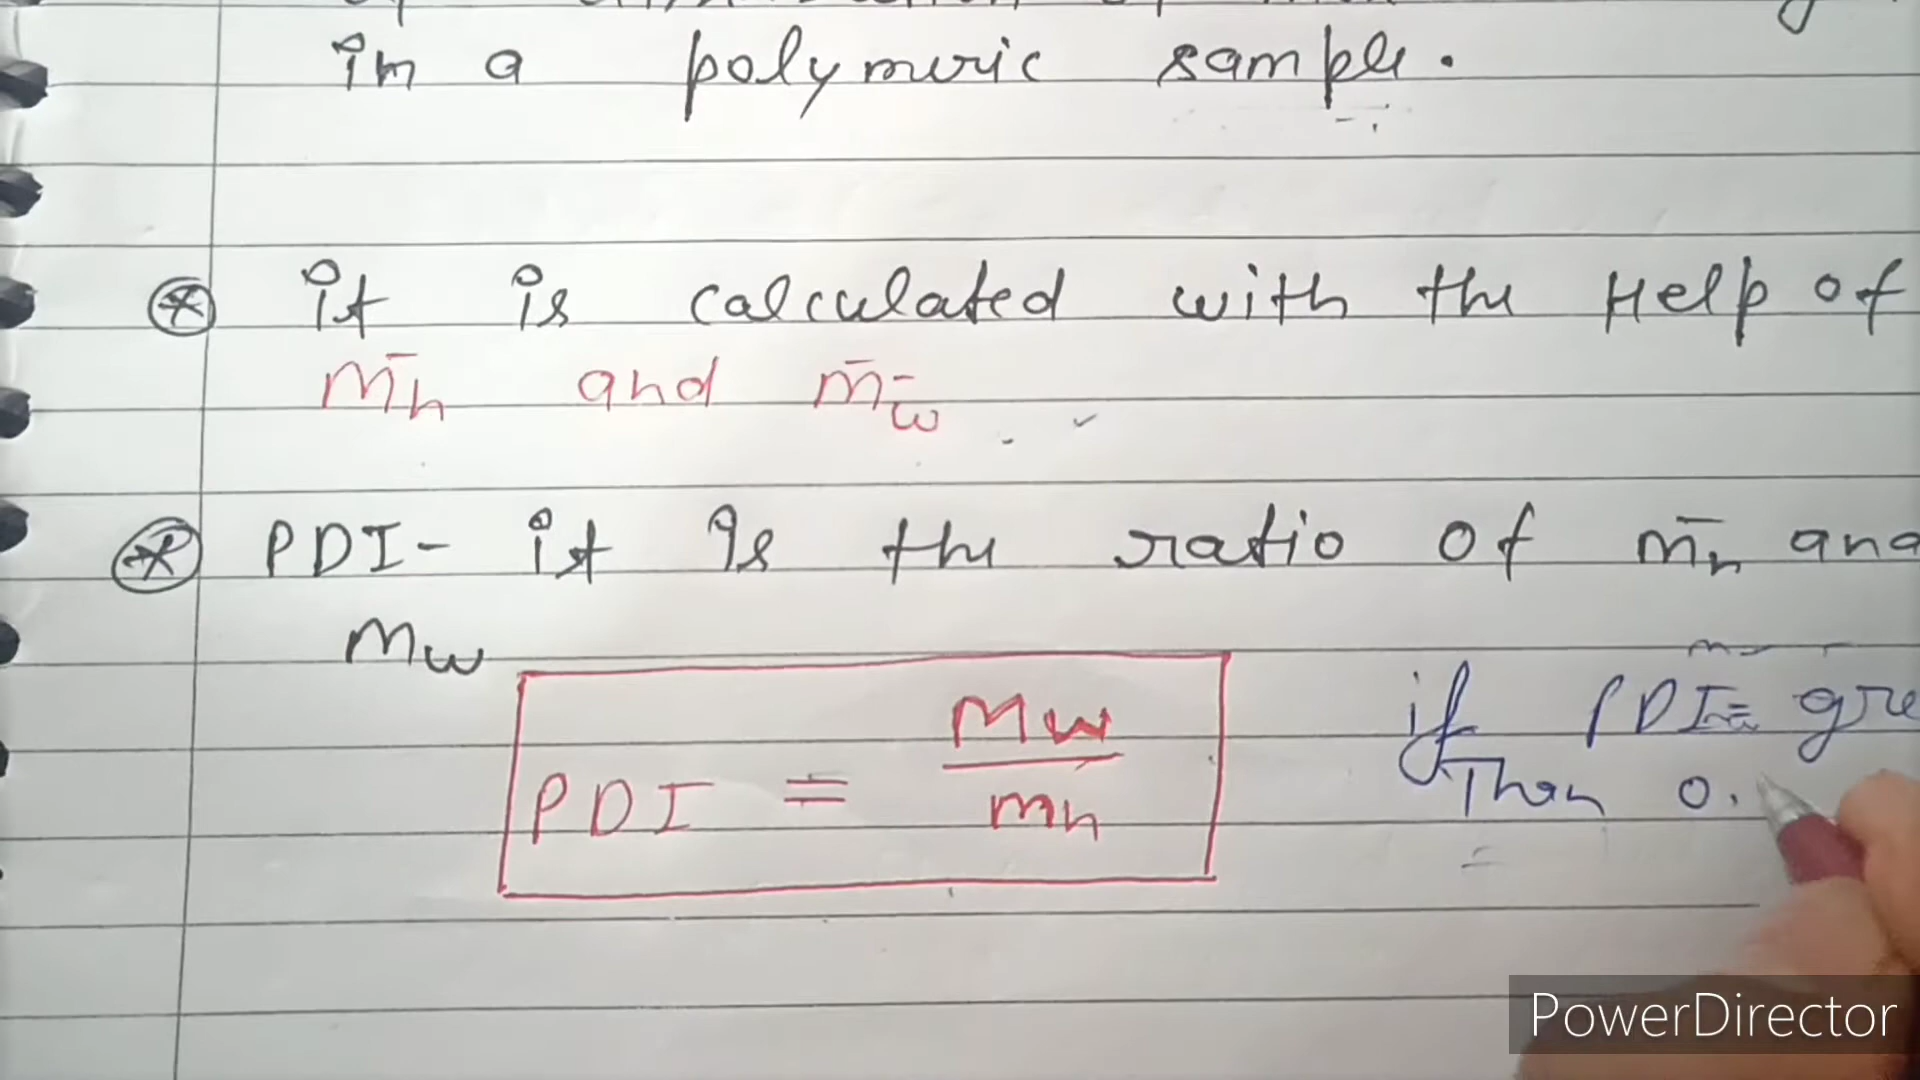 in a polymeric sample.
it is calculated with the Help of
m̄n and m̄w̄
PDI- it Is the ratio of m̄n and
Mw
PDI = Mw
mn
if PDI=
Than 0.
PowerDirector